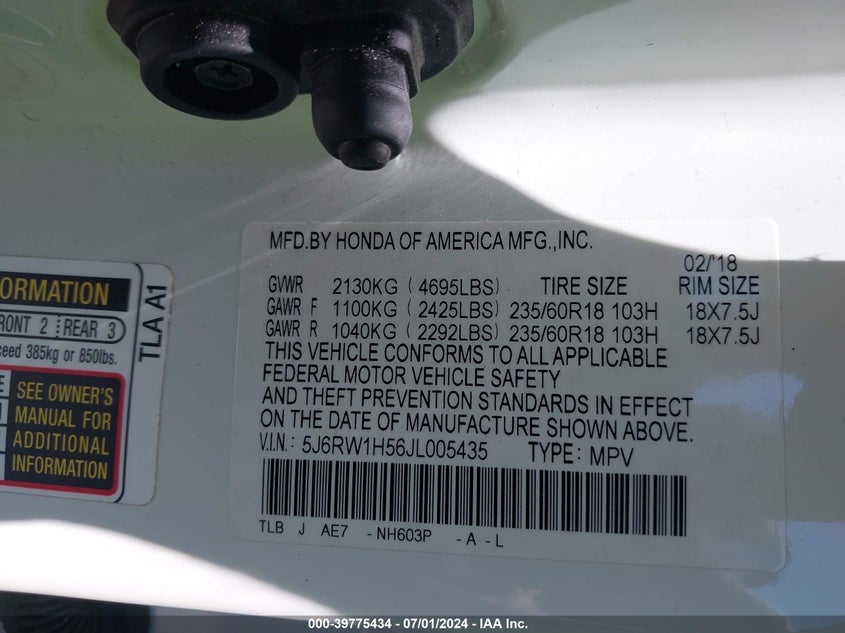 ORMATION
FRONT 2 REAR 3
ceed 385kg or 850lbs.
SEE OWNER'S
MANUAL FOR
ADDITIONAL
INFORMATION
TLA A1
MFD.BY HONDA OF AMERICA MFG.,INC.
02/'18
GVWR 2130KG (4695LBS) TIRE SIZE RIM SIZE
GAWR F 1100KG (2425LBS) 235/60R18 103H 18X7.5J
GAWR R 1040KG (2292LBS) 235/60R18 103H 18X7.5J
THIS VEHICLE CONFORMS TO ALL APPLICABLE
FEDERAL MOTOR VEHICLE SAFETY
AND THEFT PREVENTION STANDARDS IN EFFECT
ON THE DATE OF MANUFACTURE SHOWN ABOVE.
V.I.N.: 5J6RW1H56JL005435 TYPE: MPV
TLB J AE7 -NH603P -A-L
000-39775434 - 07/01/2024 - IAA Inc.